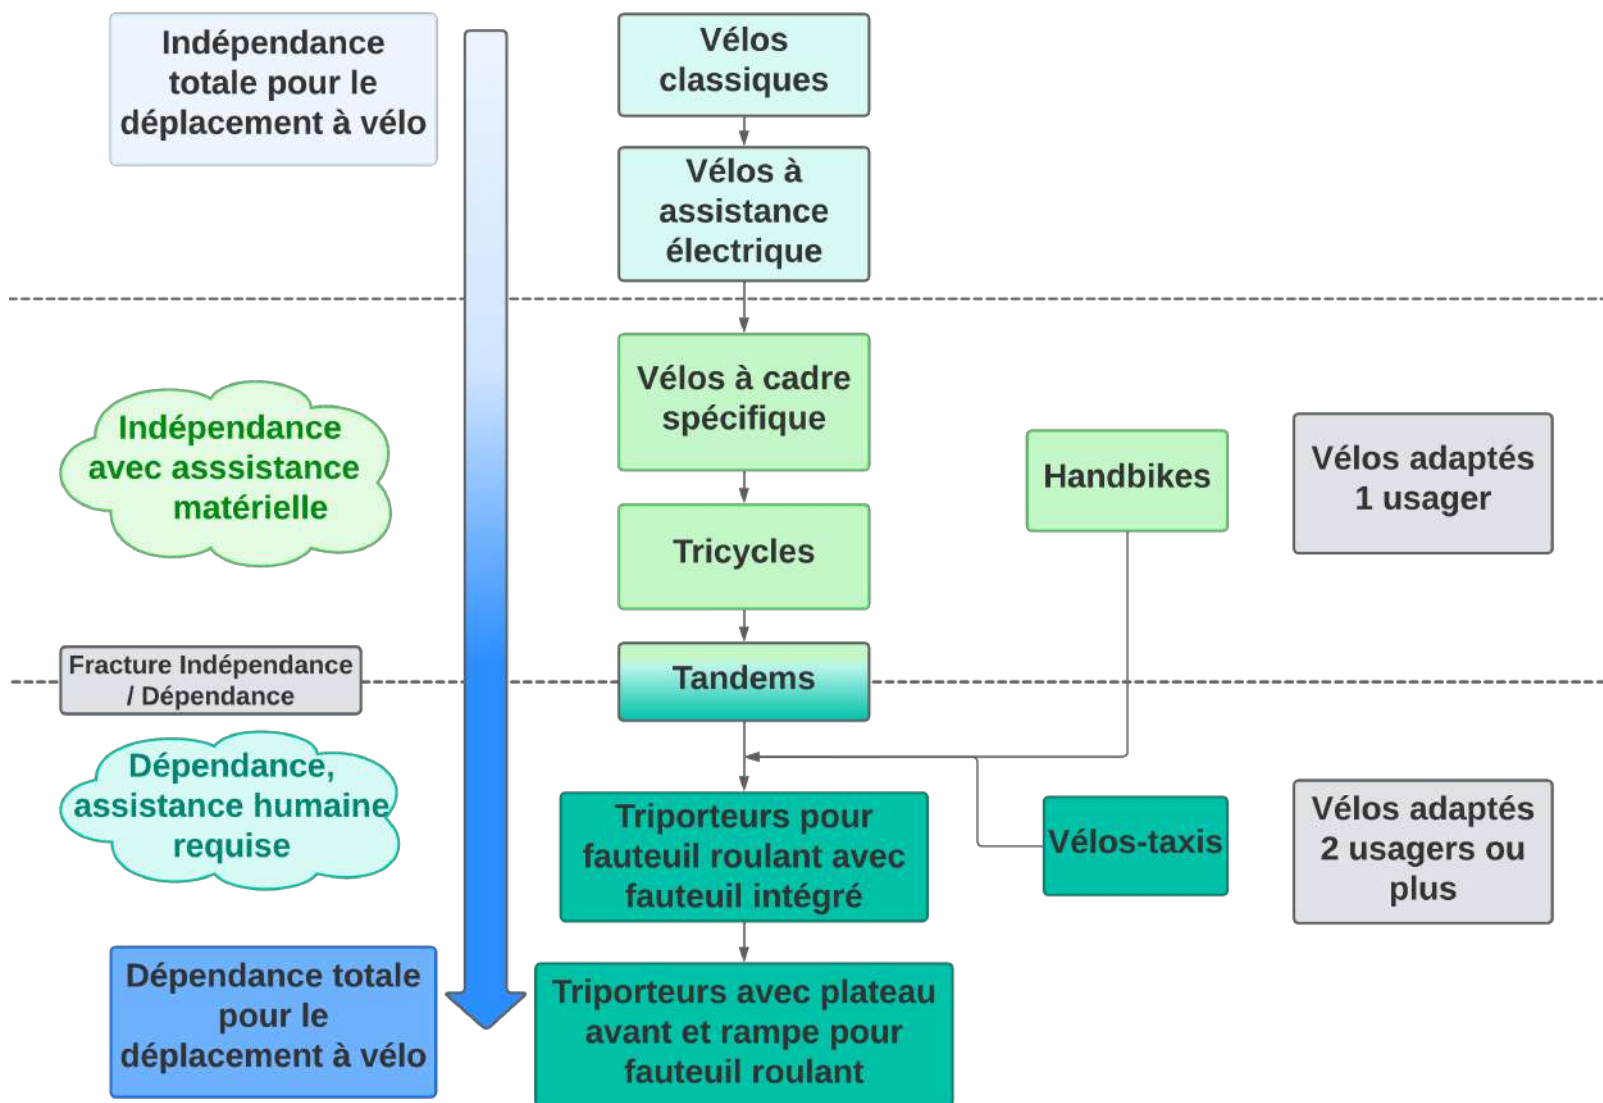 Indépendance
totale pour le
déplacement à vélo
Vélos
classiques
Vélos à
assistance
électrique
Indépendance
avec asssistance
matérielle
Vélos à cadre
spécifique
Tricycles
Handbikes
Vélos adaptés
1 usager
Fracture Indépendance
/ Dépendance
Tandems
Dépendance,
assistance humaine
requise
Triporteurs pour
fauteuil roulant avec
fauteuil intégré
Vélos-taxis
Vélos adaptés
2 usagers ou
plus
Dépendance totale
pour le
déplacement à vélo
Triporteurs avec plateau
avant et rampe pour
fauteuil roulant